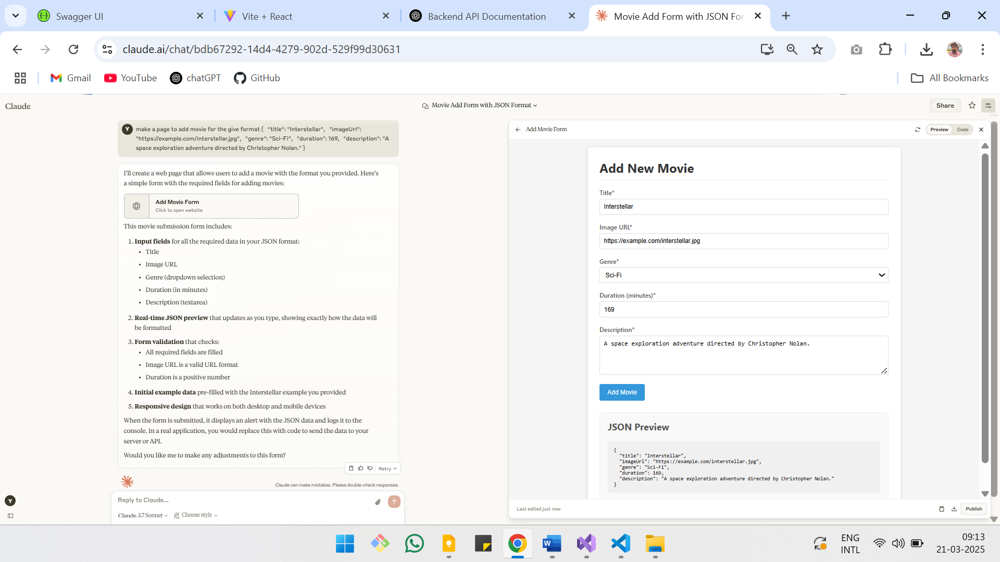 Swagger UI
Vite + React
Backend API Documentation
Movie Add Form with JSON For
claude.ai/chat/bdb67292-14d4-4279-902d-529f99d30631
Gmail
YouTube
chatGPT
GitHub
All Bookmarks
Claude
Movie Add Form with JSON Format
Share
Y
make a page to add movie for the give format { "title": "Interstellar", "imageUrl":
"https://example.com/interstellar.jpg", "genre": "Sci-Fi", "duration": 169, "description": "A
space exploration adventure directed by Christopher Nolan." }
I'll create a web page that allows users to add a movie with the format you provided. Here's
a simple form with the required fields for adding movies:
Add Movie Form
Click to open website
This movie submission form includes:
1. Input fields for all the required data in your JSON format:
• Title
• Image URL
• Genre (dropdown selection)
• Duration (in minutes)
• Description (textarea)
2. Real-time JSON preview that updates as you type, showing exactly how the data will
be formatted
3. Form validation that checks:
• All required fields are filled
• Image URL is a valid URL format
• Duration is a positive number
4. Initial example data pre-filled with the Interstellar example you provided
5. Responsive design that works on both desktop and mobile devices
When the form is submitted, it displays an alert with the JSON data and logs it to the
console. In a real application, you would replace this with code to send the data to your
server or API.
Would you like me to make any adjustments to this form?
Retry
Claude can make mistakes. Please double-check responses.
Y
Reply to Claude...
Claude 3.7 Sonnet
Choose style
Add Movie Form
Preview
Code
Add New Movie
Title*
Interstellar
Image URL*
https://example.com/interstellar.jpg
Genre*
Sci-Fi
Duration (minutes)*
169
Description*
A space exploration adventure directed by Christopher Nolan.
Add Movie
JSON Preview
{
"title": "Interstellar",
"imageUrl": "https://example.com/interstellar.jpg",
"genre": "Sci-Fi",
"duration": 169,
"description": "A space exploration adventure directed by Christopher Nolan."
}
Last edited just now
Publish
W
ENG
INTL
09:13
21-03-2025